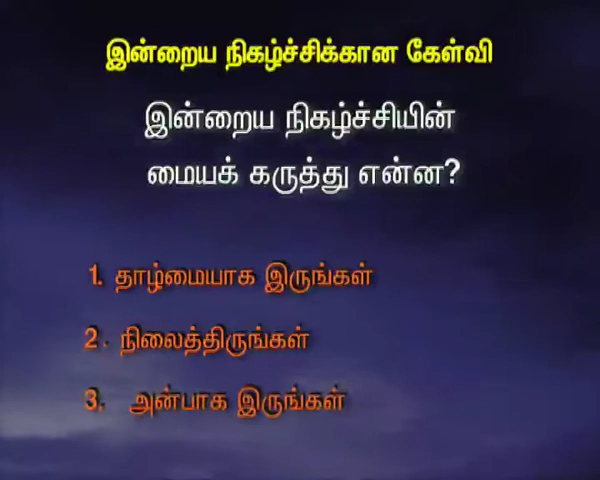 இன்றைய நிகழ்ச்சிக்கான கேள்வி
இன்றைய நிகழ்ச்சியின்
மையக் கருத்து என்ன?
1. தாழ்மையாக இருங்கள்
2. நிலைத்திருங்கள்
3. அன்பாக இருங்கள்